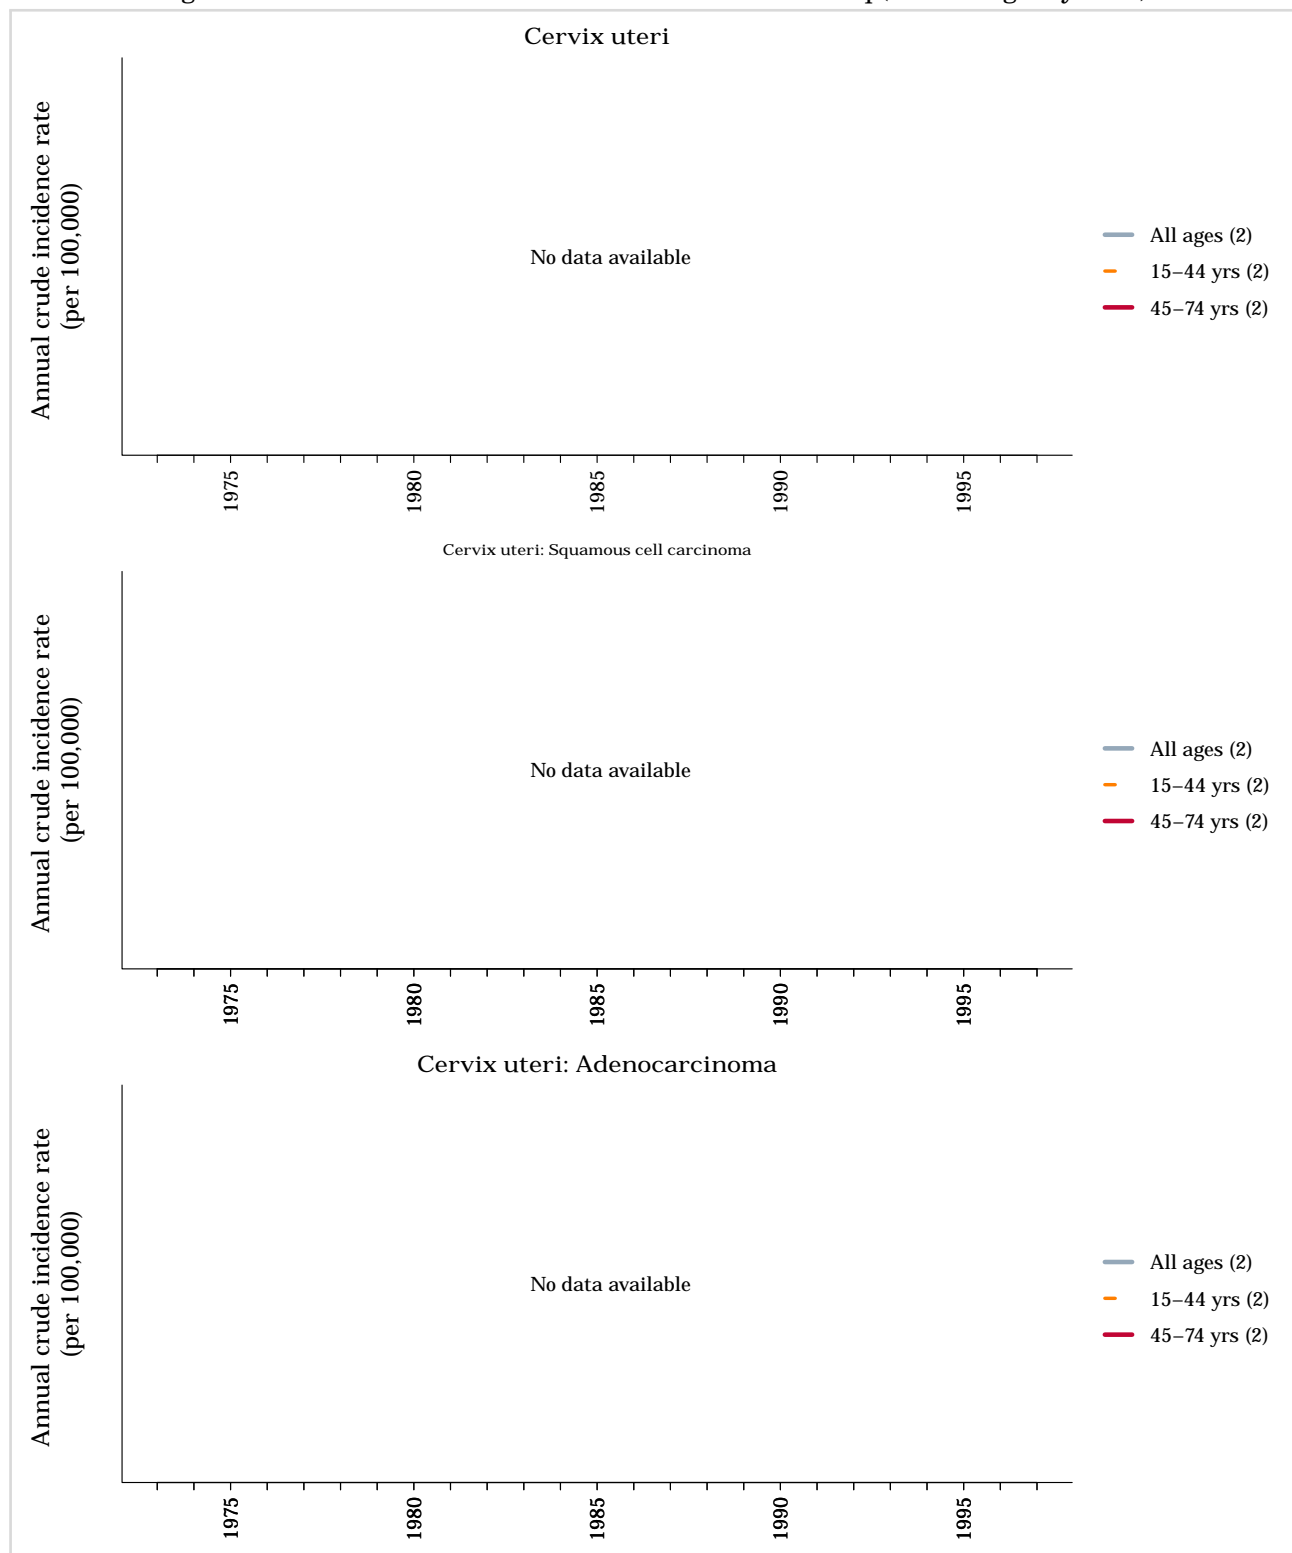 Cervix uteri
Annual crude incidence rate
(per 100,000)
No data available
All ages (2)
15–44 yrs (2)
45–74 yrs (2)
1975
1980
1985
1990
1995
Cervix uteri: Squamous cell carcinoma
Annual crude incidence rate
(per 100,000)
No data available
All ages (2)
15–44 yrs (2)
45–74 yrs (2)
1975
1980
1985
1990
1995
Cervix uteri: Adenocarcinoma
Annual crude incidence rate
(per 100,000)
No data available
All ages (2)
15–44 yrs (2)
45–74 yrs (2)
1975
1980
1985
1990
1995